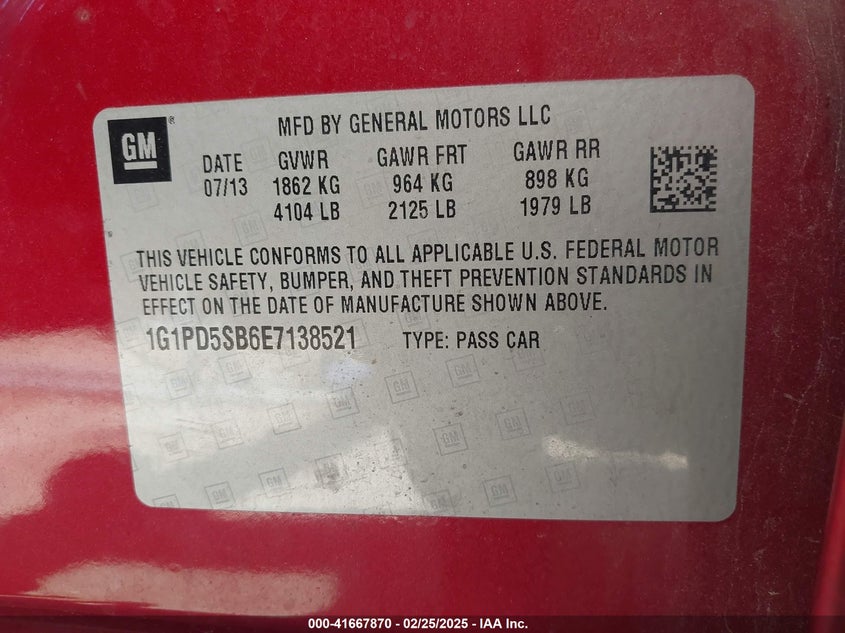 GM
®
MFD BY GENERAL MOTORS LLC
DATE GVWR GAWR FRT GAWR RR
07/13 1862 KG 964 KG 898 KG
4104 LB 2125 LB 1979 LB
THIS VEHICLE CONFORMS TO ALL APPLICABLE U.S. FEDERAL MOTOR
VEHICLE SAFETY, BUMPER, AND THEFT PREVENTION STANDARDS IN
EFFECT ON THE DATE OF MANUFACTURE SHOWN ABOVE.
1G1PD5SB6E7138521 TYPE: PASS CAR
000-41667870 - 02/25/2025 - IAA Inc.